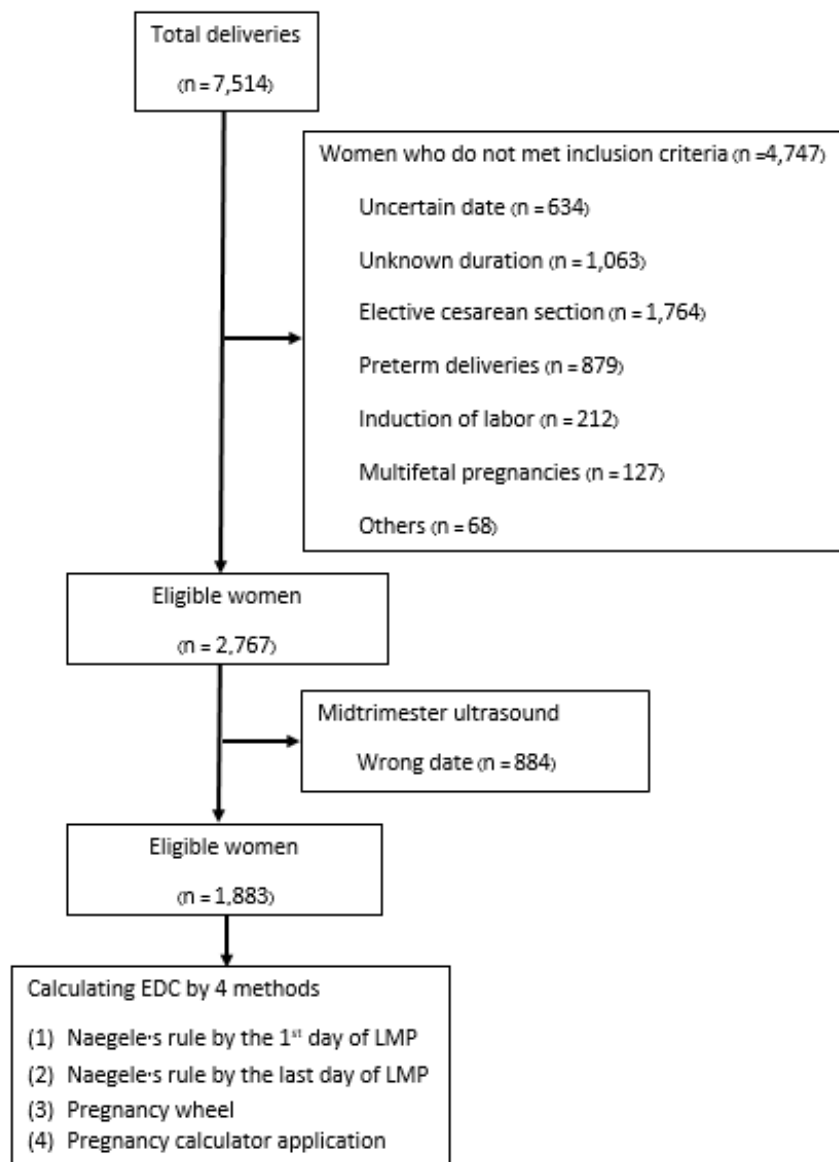 Total deliveries
(n = 7,514)
Women who do not met inclusion criteria (n =4,747)
Uncertain date (n = 634)
Unknown duration (n = 1,063)
Elective cesarean section (n = 1,764)
Preterm deliveries (n = 879)
Induction of labor (n = 212)
Multifetal pregnancies (n = 127)
Others (n = 68)
Eligible women
(n = 2,767)
Midtrimester ultrasound
Wrong date (n = 884)
Eligible women
(n = 1,883)
Calculating EDC by 4 methods
(1) Naegele·s rule by the 1st day of LMP
(2) Naegele·s rule by the last day of LMP
(3) Pregnancy wheel
(4) Pregnancy calculator application